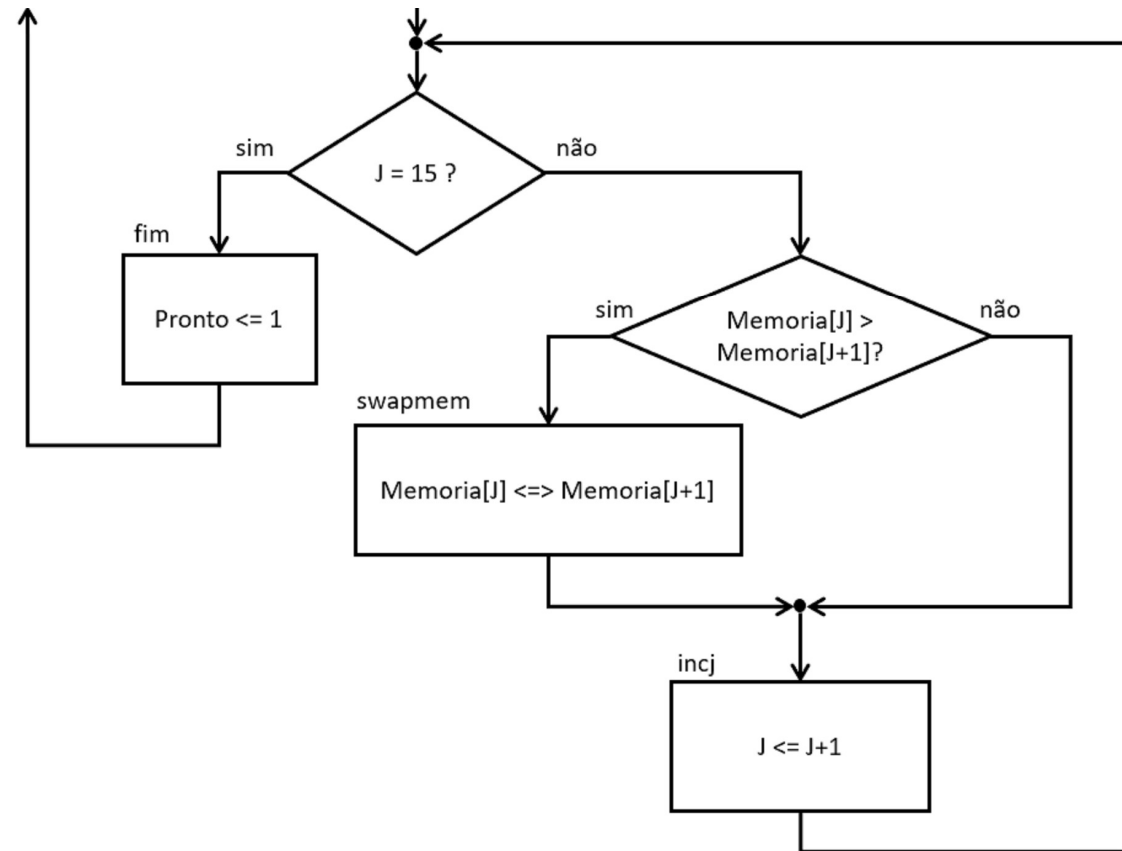 J = 15 ?
sim
não
fim
Pronto <= 1
Memoria[J] >
Memoria[J+1]?
sim
não
swapmem
Memoria[J] <=> Memoria[J+1]
incj
J <= J+1